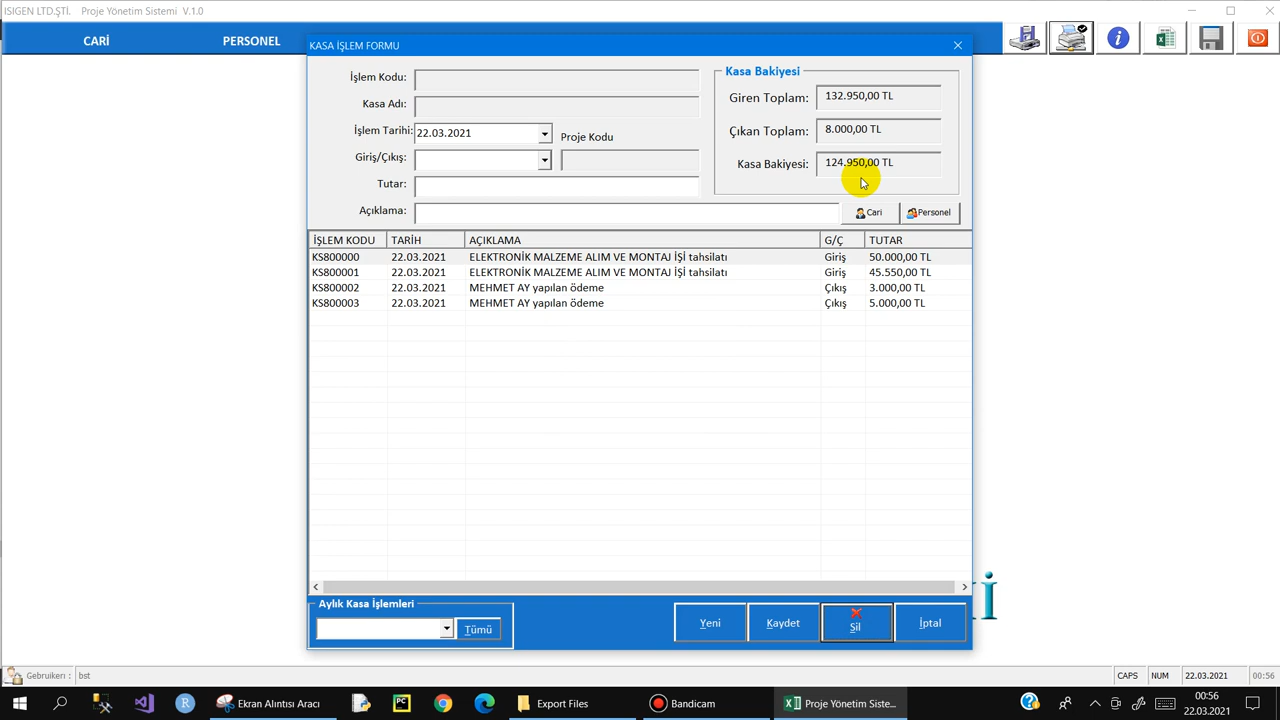 ISIGEN LTD.ŞTİ.    Proje Yönetim Sistemi  V.1.0
CARİ
PERSONEL
KASA İŞLEM FORMU
İşlem Kodu:
Kasa Adı:
İşlem Tarihi: 22.03.2021
Proje Kodu
Giriş/Çıkış:
Tutar:
Açıklama:
Kasa Bakiyesi
Giren Toplam: 132.950,00 TL
Çıkan Toplam: 8.000,00 TL
Kasa Bakiyesi: 124.950,00 TL
Cari
Personel
İŞLEM KODU TARİH AÇIKLAMA G/Ç TUTAR
KS800000 22.03.2021 ELEKTRONİK MALZEME ALIM VE MONTAJ İŞİ tahsilatı Giriş 50.000,00 TL
KS800001 22.03.2021 ELEKTRONİK MALZEME ALIM VE MONTAJ İŞİ tahsilatı Giriş 45.550,00 TL
KS800002 22.03.2021 MEHMET AY yapılan ödeme Çıkış 3.000,00 TL
KS800003 22.03.2021 MEHMET AY yapılan ödeme Çıkış 5.000,00 TL
Aylık Kasa İşlemleri
Tümü
Yeni
Kaydet
Sil
İptal
Gebruikerı : bst
CAPS NUM 22.03.2021 00:56
Ekran Alıntısı Aracı
Export Files
Bandicam
Proje Yönetim Siste...
00:56
22.03.2021